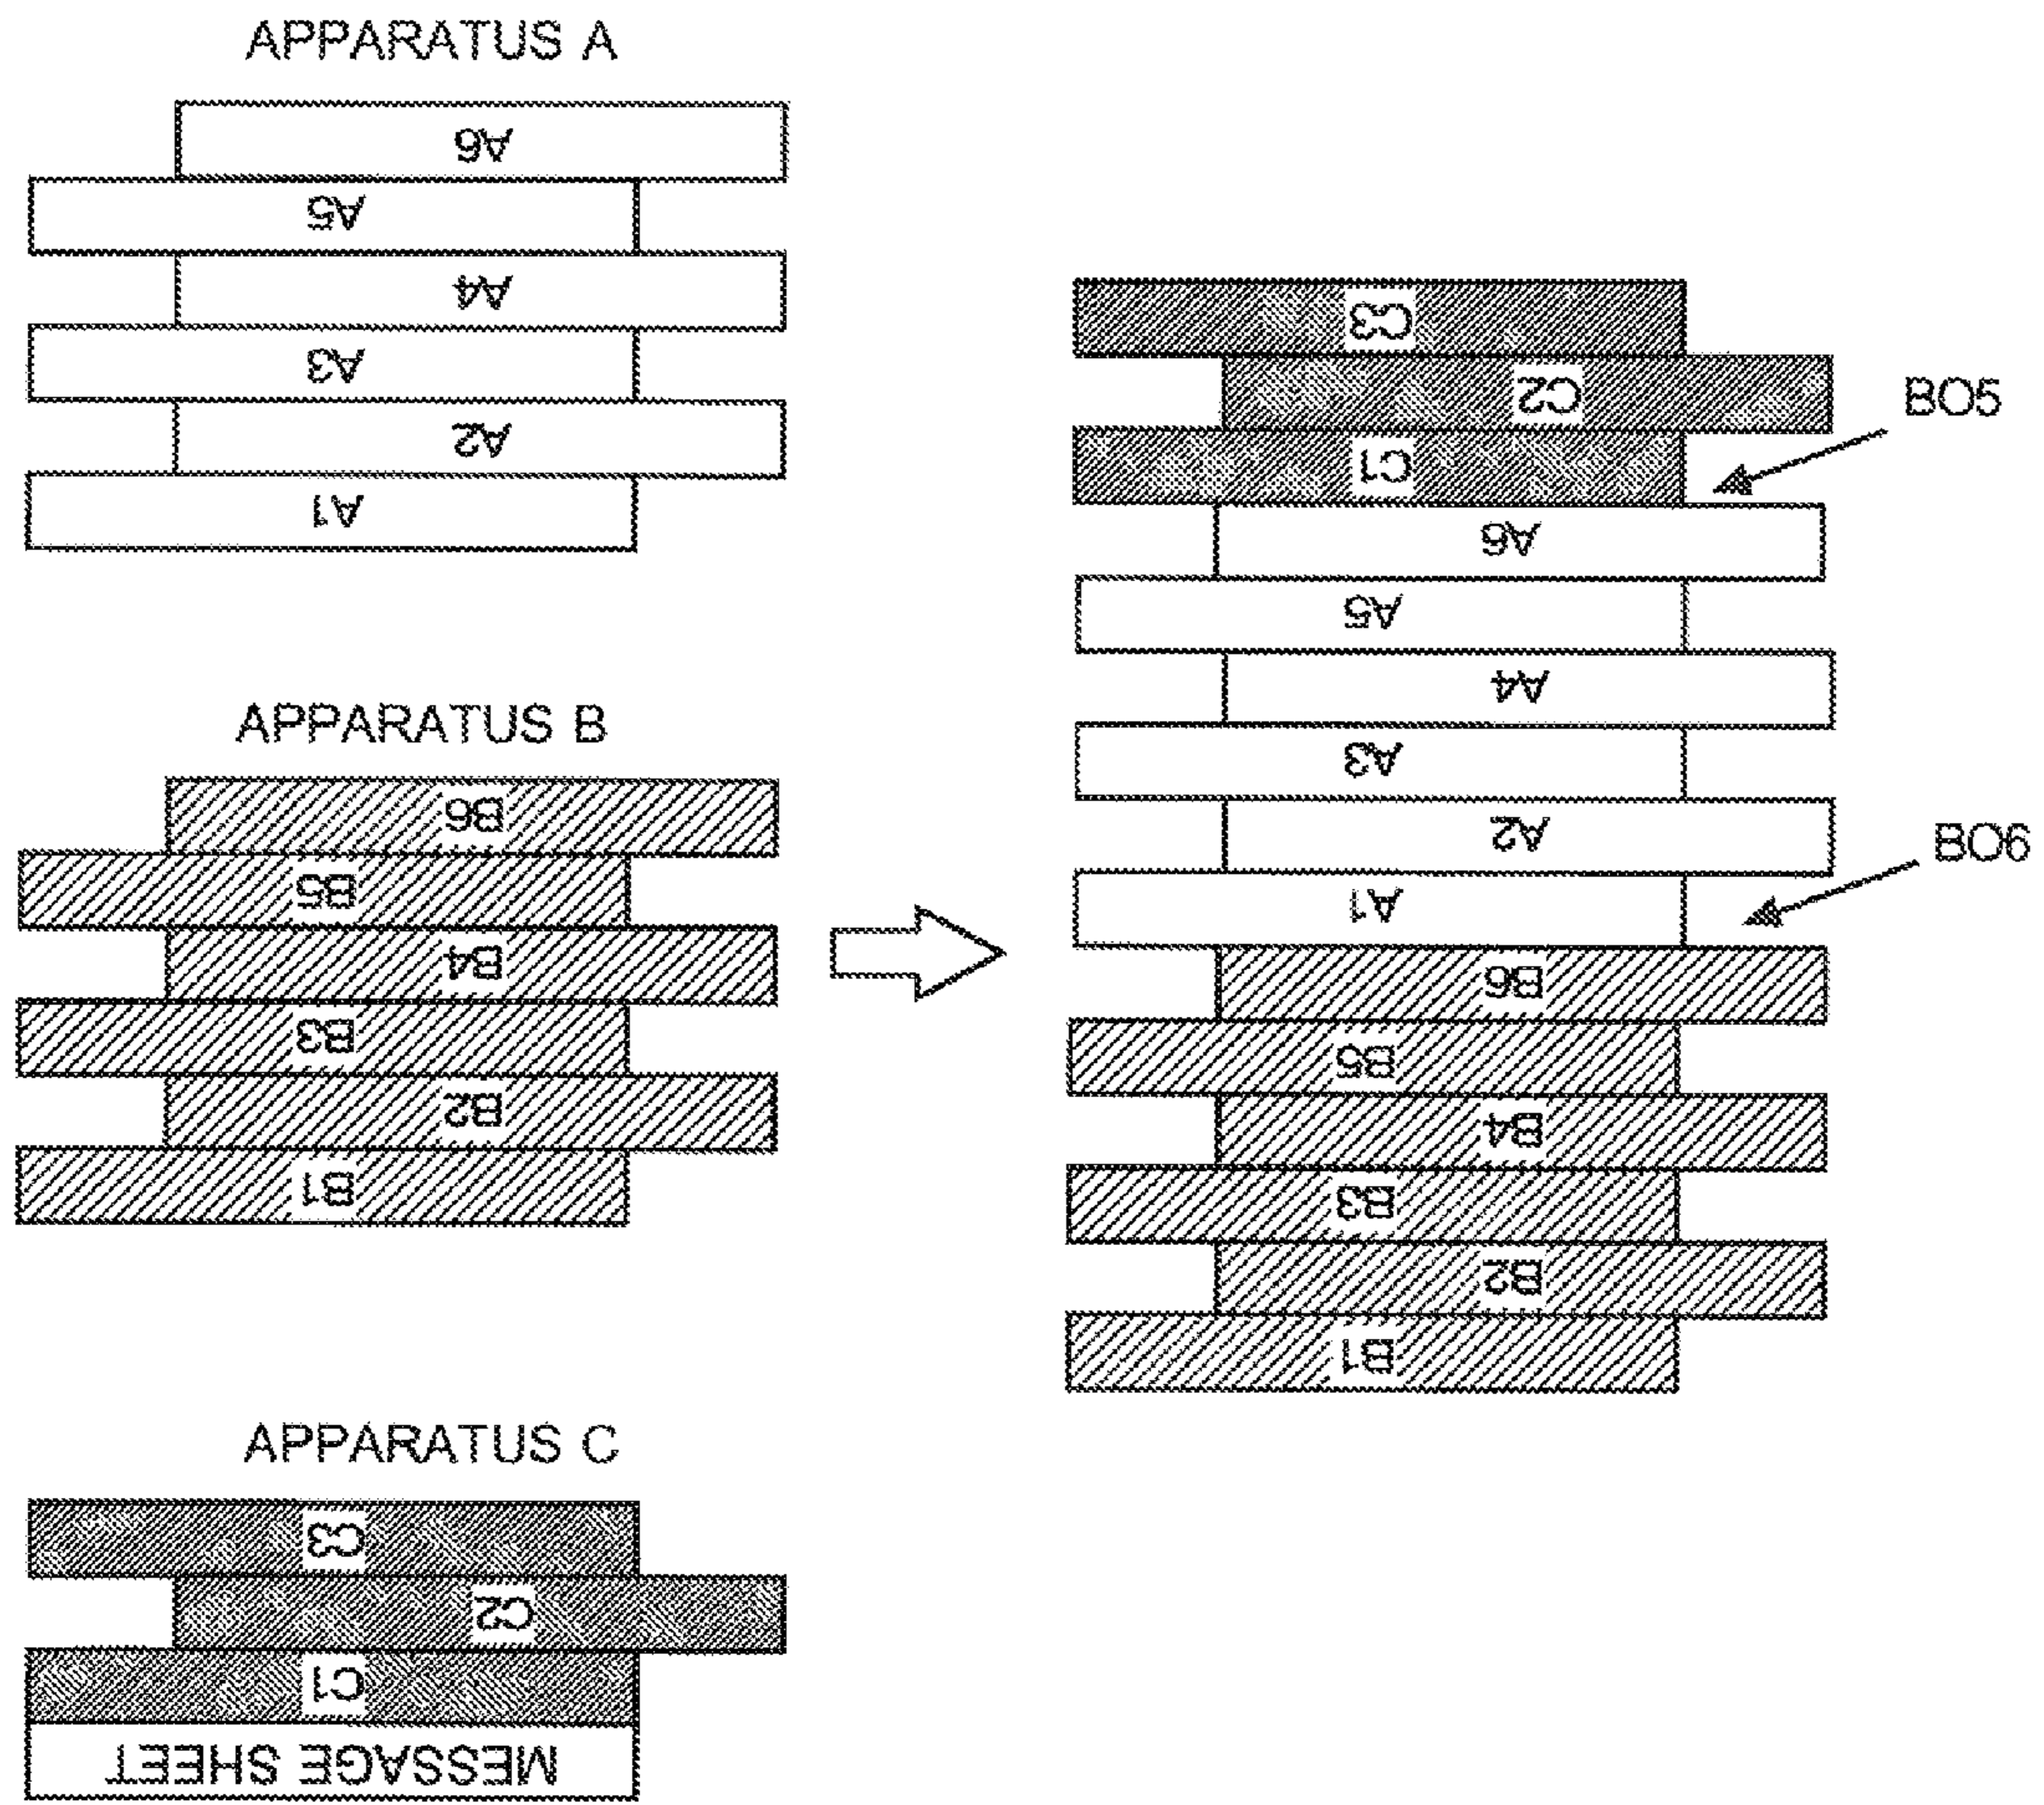 APPARATUS A
A6
A5
A4
A3
A2
A1
APPARATUS B
B6
B5
B4
B3
B2
B1
APPARATUS C
C3
C2
C1
MESSAGE SHEET
C3
C2
BO5
C1
A6
A5
A4
A3
A2
BO6
A1
B6
B5
B4
B3
B2
B1